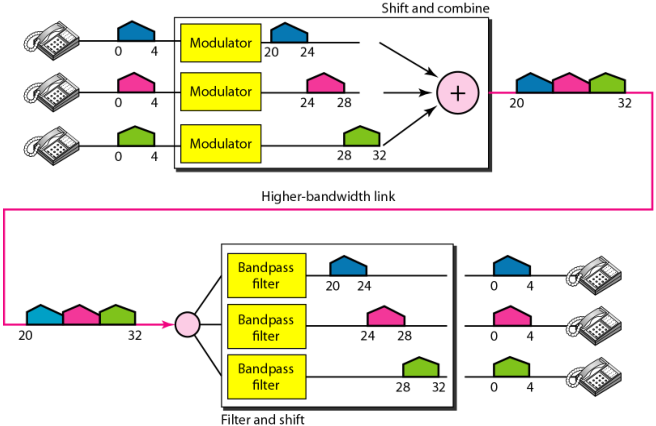 Shift and combine
0 4
Modulator
20 24
0 4
Modulator
24 28
+
20 32
0 4
Modulator
28 32
Higher-bandwidth link
Bandpass
filter
20 24
0 4
20 32
Bandpass
filter
24 28
0 4
Bandpass
filter
28 32
0 4
Filter and shift